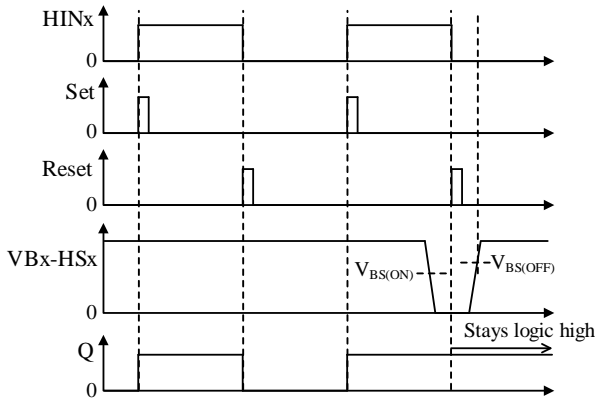 HINx
0
Set
0
Reset
0
VBx-HSx
V_BS(ON)
V_BS(OFF)
0
Stays logic high
Q
0